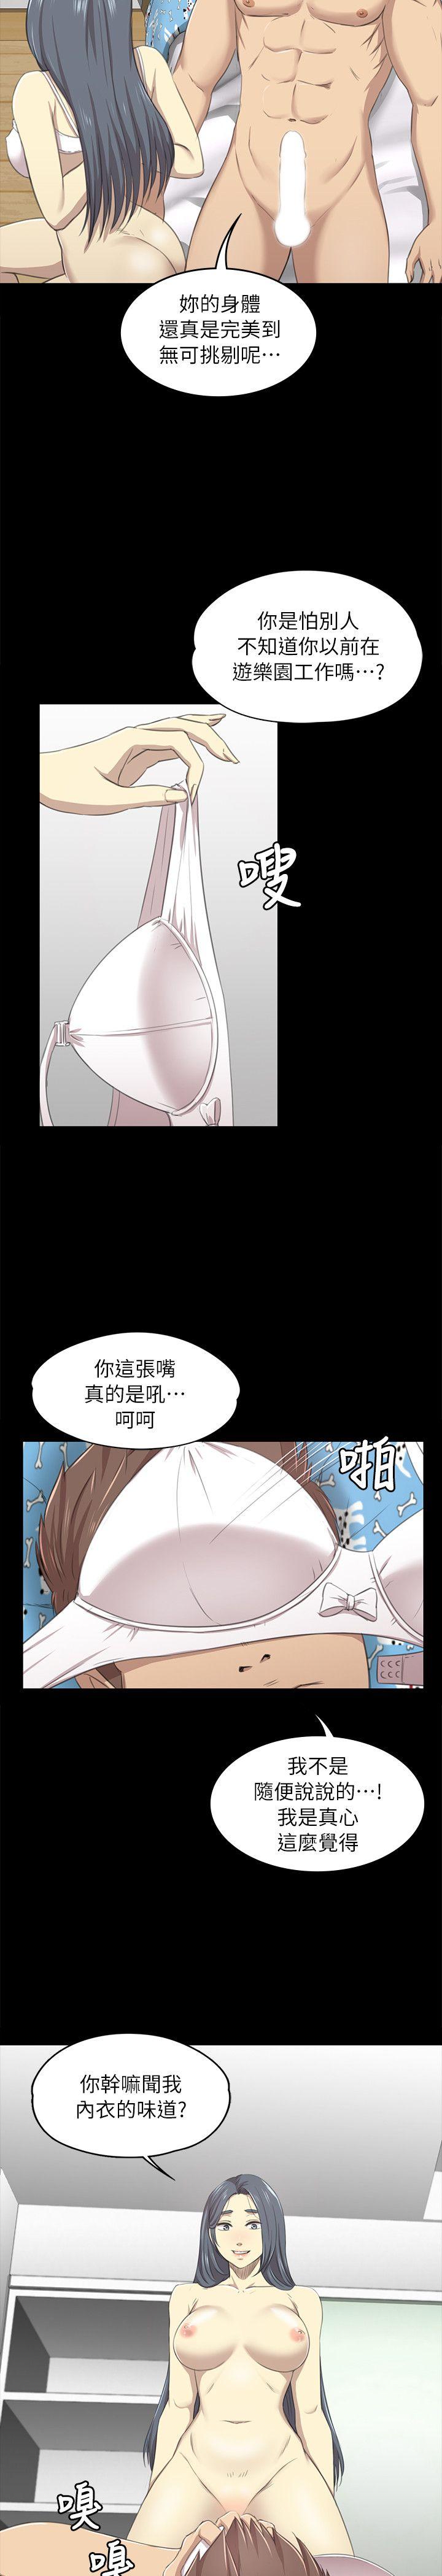 妳的身體
還真是完美到
無可挑剔呢…
你是怕別人
不知道你以前在
遊樂園工作嗎…?
嗖
你這張嘴
真的是吼…
呵呵
啪
我不是
隨便說說的…!
我是真心
這麼覺得
你幹嘛聞我
內衣的味道?
嗅
嗅